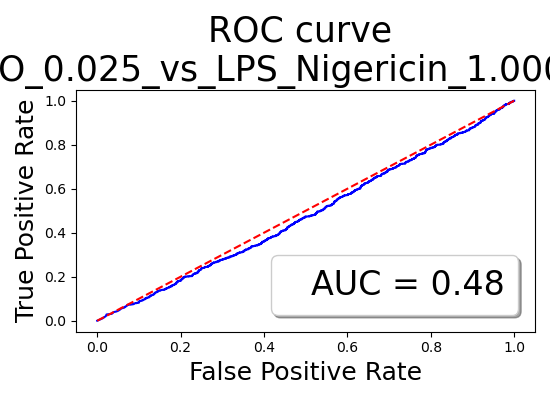 ROC curve
O_0.025_vs_LPS_Nigericin_1.000
True Positive Rate
1.0
0.8
0.6
0.4
0.2
0.0
AUC = 0.48
0.0 0.2 0.4 0.6 0.8 1.0
False Positive Rate